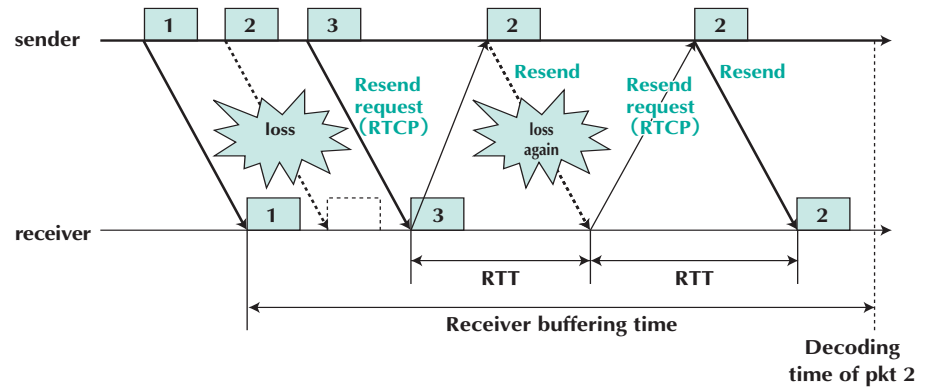 1 2 3 2 2
sender
Resend
request
(RTCP)
Resend
Resend
request
(RTCP)
Resend
loss
loss
again
1 3 2
receiver
RTT RTT
Receiver buffering time
Decoding
time of pkt 2